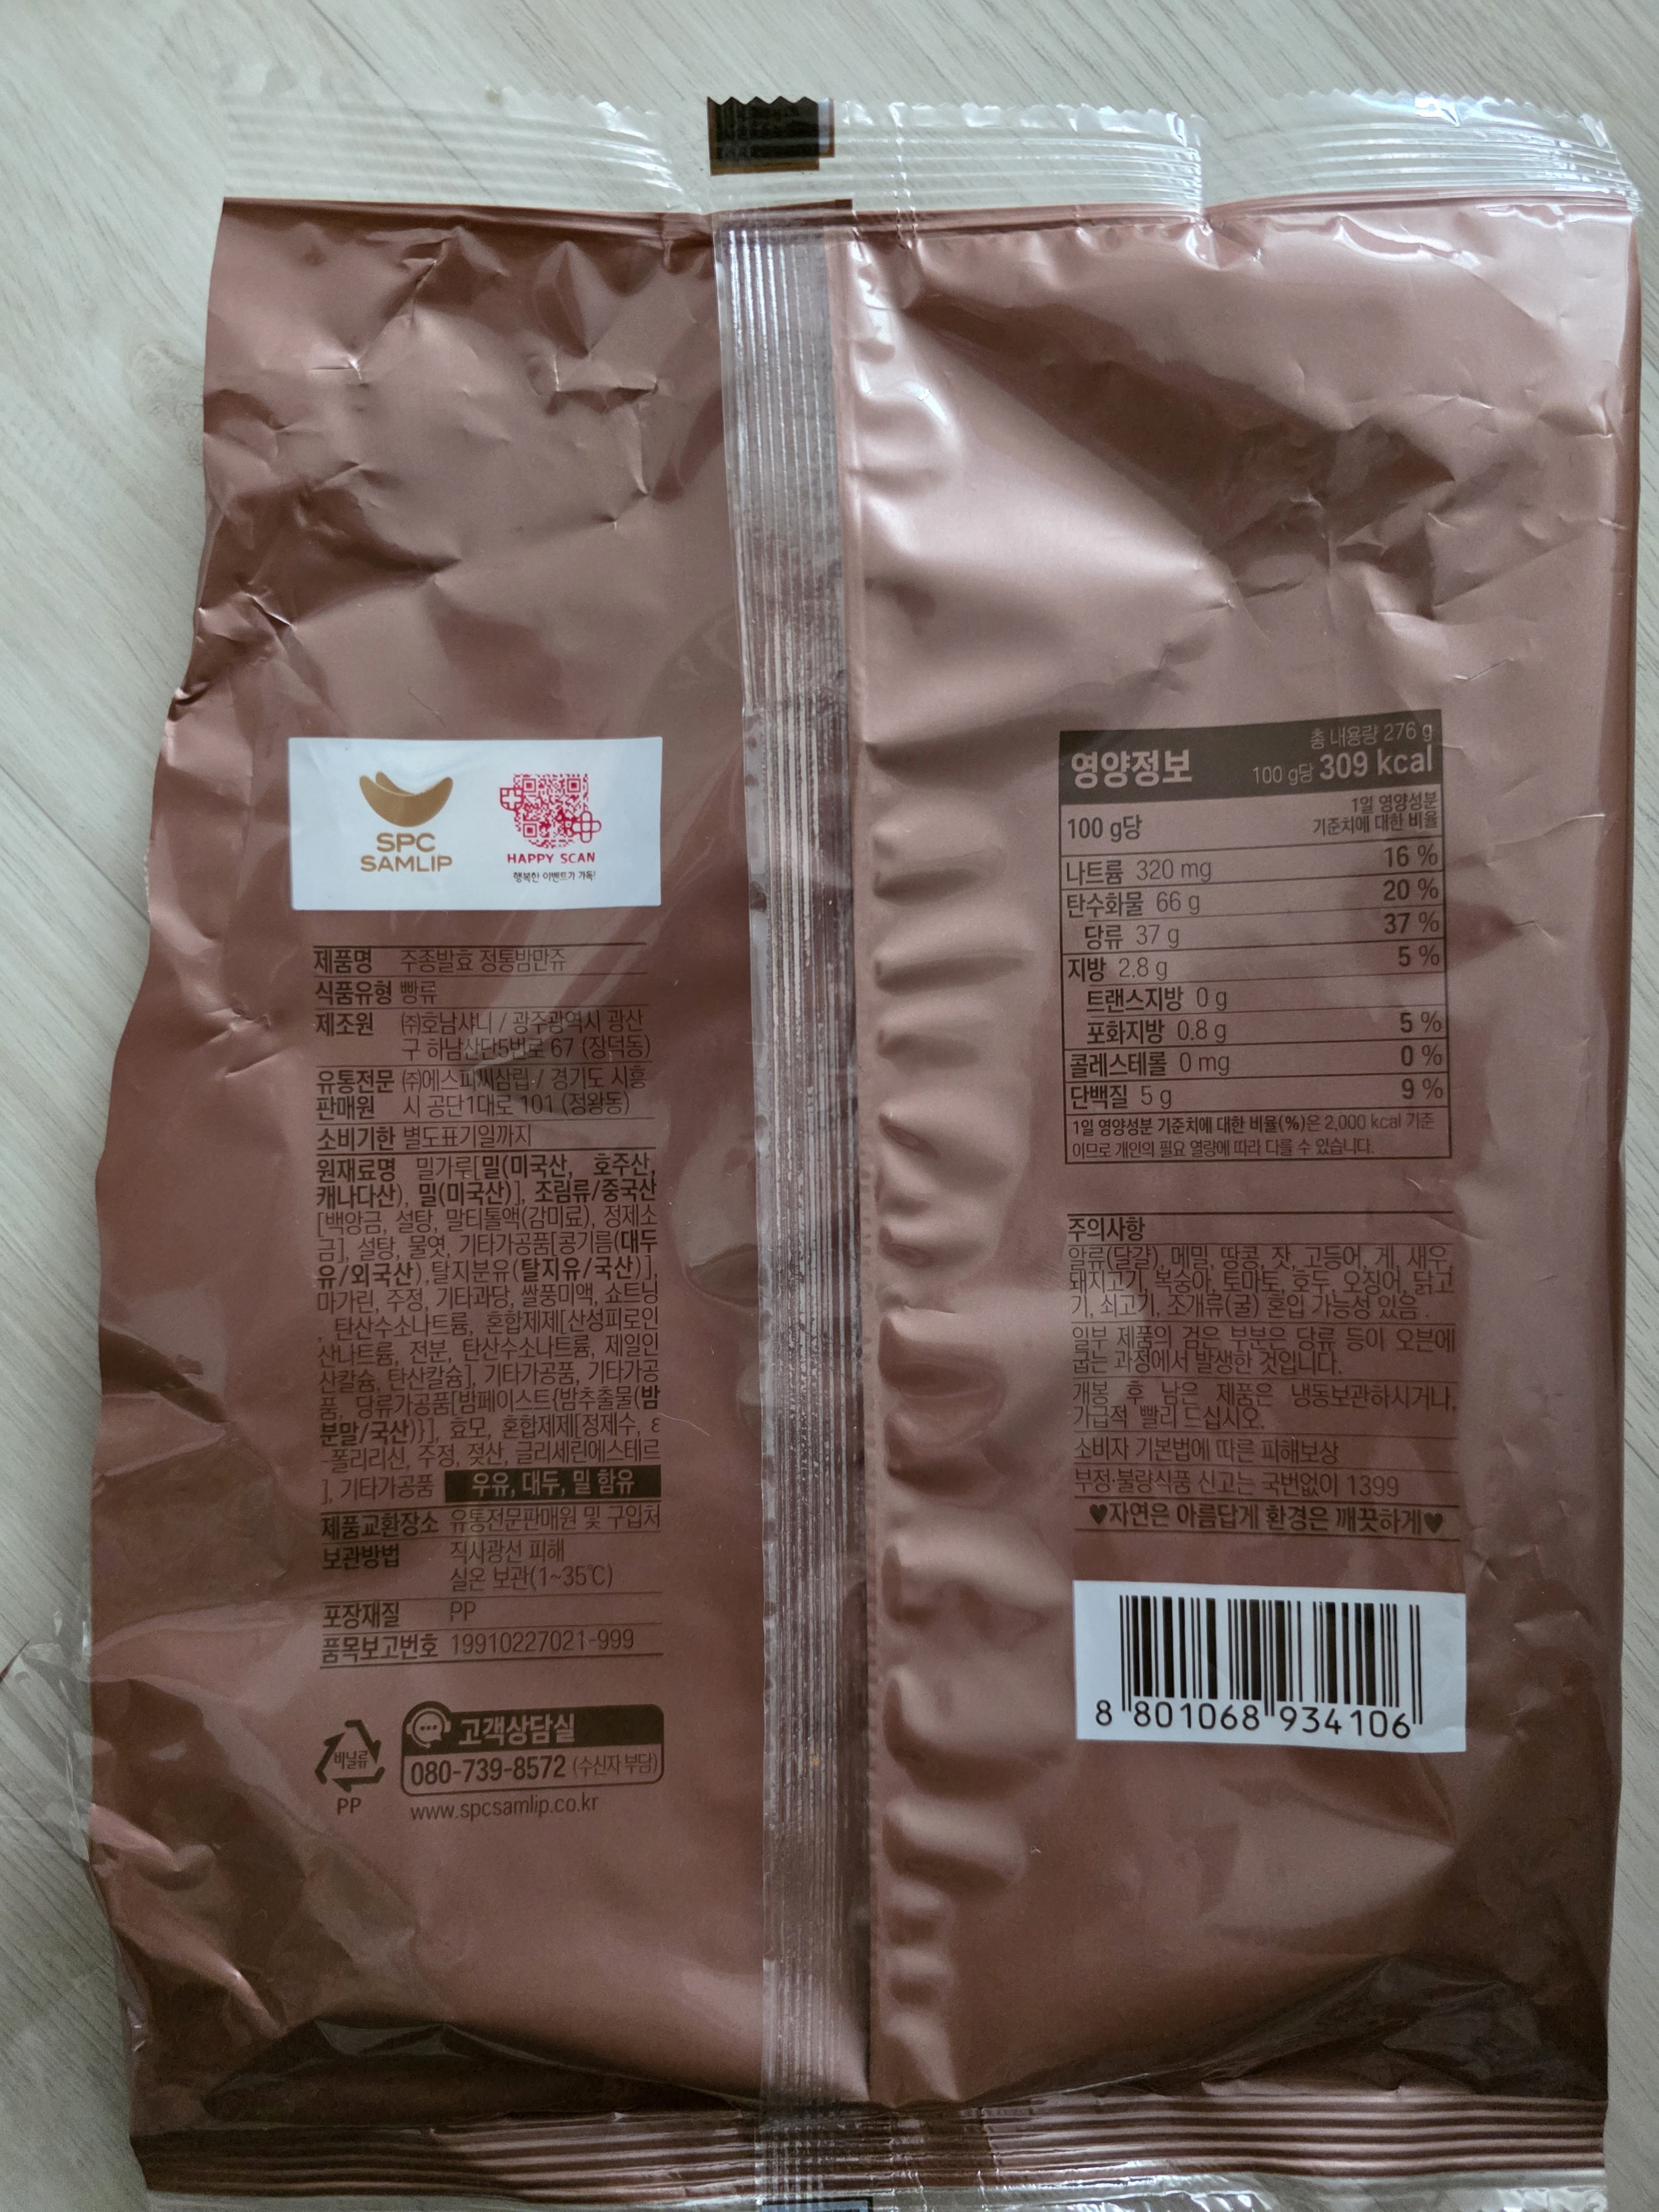 SPC
SAMLIP
HAPPY SCAN
행복한 이벤트가 가득!
제품명 주종발효 정통밤만쥬
식품유형 빵류
제조원 ㈜호남샤니 / 광주광역시 광산
구 하남산단5번로 67 (장덕동)
유통전문 ㈜에스피씨삼립 / 경기도 시흥
판매원 시 공단1대로 101 (정왕동)
소비기한 별도표기일까지
원재료명 밀가루[밀(미국산, 호주산,
캐나다산), 밀(미국산)], 조림류/중국산
[백앙금, 설탕, 말티톨액(감미료), 정제소
금], 설탕, 물엿, 기타가공품[콩기름(대두
유/외국산),탈지분유(탈지유/국산)],
마가린, 주정, 기타과당, 쌀풍미액, 쇼트닝
, 탄산수소나트륨, 혼합제제[산성피로인
산나트륨, 전분, 탄산수소나트륨, 제일인
산칼슘, 탄산칼슘], 기타가공품, 기타가공
품, 당류가공품[밤페이스트{밤추출물(밤
분말/국산)}], 효모, 혼합제제[정제수, ε
-폴리리신, 주정, 젖산, 글리세린에스테르
], 기타가공품 우유, 대두, 밀 함유
제품교환장소 유통전문판매원 및 구입처
보관방법 직사광선 피해
실온 보관(1~35℃)
포장재질 PP
품목보고번호 19910227021-999
비닐류
PP
고객상담실
080-739-8572 (수신자 부담)
www.spcsamlip.co.kr
영양정보
총 내용량 276 g
100 g당 309 kcal
100 g당
1일 영양성분
기준치에 대한 비율
나트륨 320 mg 16 %
탄수화물 66 g 20 %
당류 37 g 37 %
지방 2.8 g 5 %
트랜스지방 0 g
포화지방 0.8 g 5 %
콜레스테롤 0 mg 0 %
단백질 5 g 9 %
1일 영양성분 기준치에 대한 비율(%)은 2,000 kcal 기준
이므로 개인의 필요 열량에 따라 다를 수 있습니다.
주의사항
알류(달걀), 메밀, 땅콩, 잣, 고등어, 게, 새우,
돼지고기, 복숭아, 토마토, 호두, 오징어, 닭고
기, 쇠고기, 조개류(굴) 혼입 가능성 있음 .
일부 제품의 검은 부분은 당류 등이 오븐에
굽는 과정에서 발생한 것입니다.
개봉 후 남은 제품은 냉동보관하시거나,
가급적 빨리 드십시오.
소비자 기본법에 따른 피해보상
부정·불량식품 신고는 국번없이 1399
♥자연은 아름답게 환경은 깨끗하게♥
8 801068 934106